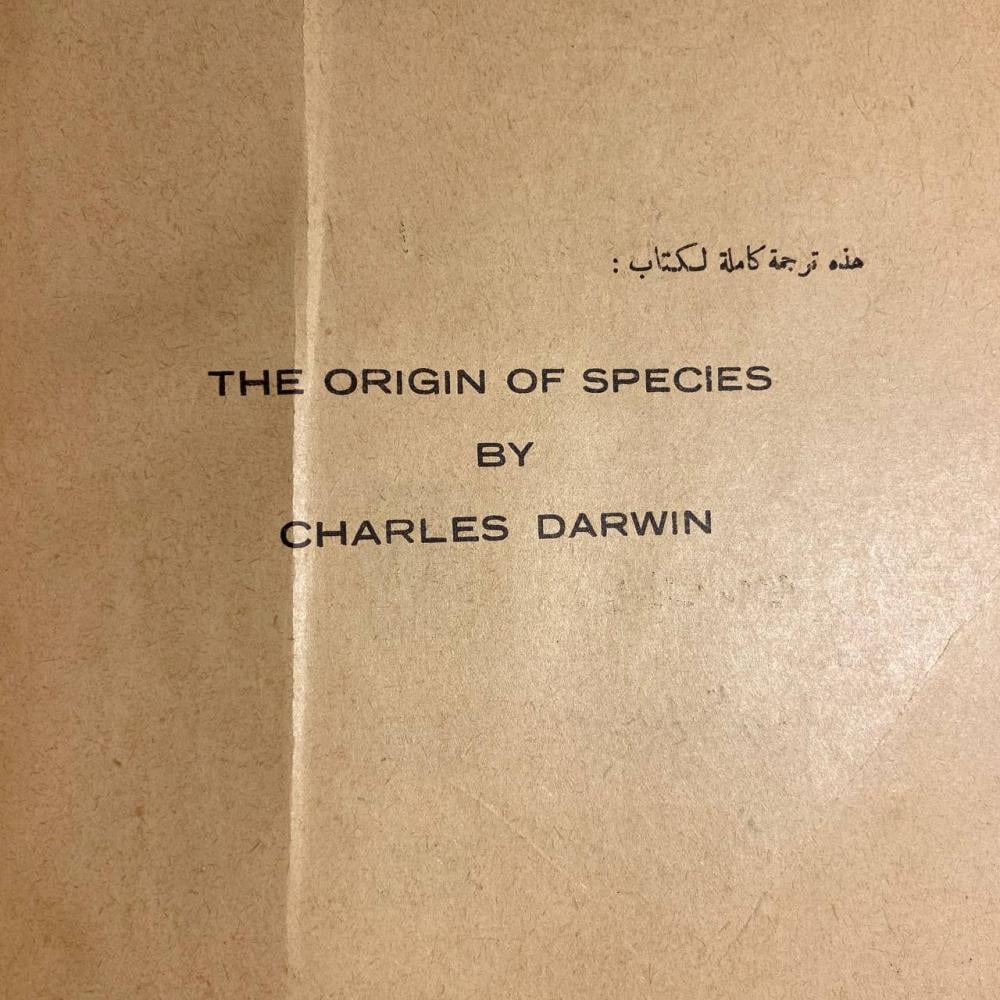 هذه ترجمة كاملة لكتاب :
THE ORIGIN OF SPECIES
BY
CHARLES DARWIN